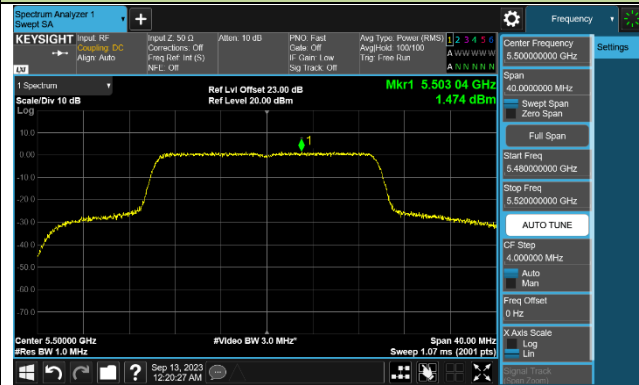 Spectrum Analyzer 1
Swept SA
Frequency
KEYSIGHT
Input: RF
Coupling: DC
Align: Auto
Input Z: 50 Ω
Corrections: Off
Freq Ref: Int (S)
NFE: Off
Atten: 10 dB
PNO: Fast
Gate: Off
IF Gain: Low
Sig Track: Off
Avg Type: Power (RMS)
Avg|Hold: 100/100
Trig: Free Run
1 2 3 4 5 6
A W W W W W
A N N N N N
LXI
1 Spectrum
Scale/Div 10 dB
Log
Ref Lvl Offset 23.00 dB
Ref Level 20.00 dBm
Mkr1 5.503 04 GHz
1.474 dBm
10.0
0.00
-10.0
-20.0
-30.0
-40.0
-50.0
-60.0
-70.0
1
Center 5.50000 GHz
#Res BW 1.0 MHz
#Video BW 3.0 MHz*
Span 40.00 MHz
Sweep 1.07 ms (2001 pts)
Center Frequency
5.500000000 GHz
Settings
Span
40.0000000 MHz
Swept Span
Zero Span
Full Span
Start Freq
5.480000000 GHz
Stop Freq
5.520000000 GHz
AUTO TUNE
CF Step
4.000000 MHz
Auto
Man
Freq Offset
0 Hz
X Axis Scale
Log
Lin
Signal Track
(Span Zoom)
Sep 13, 2023
12:20:27 AM